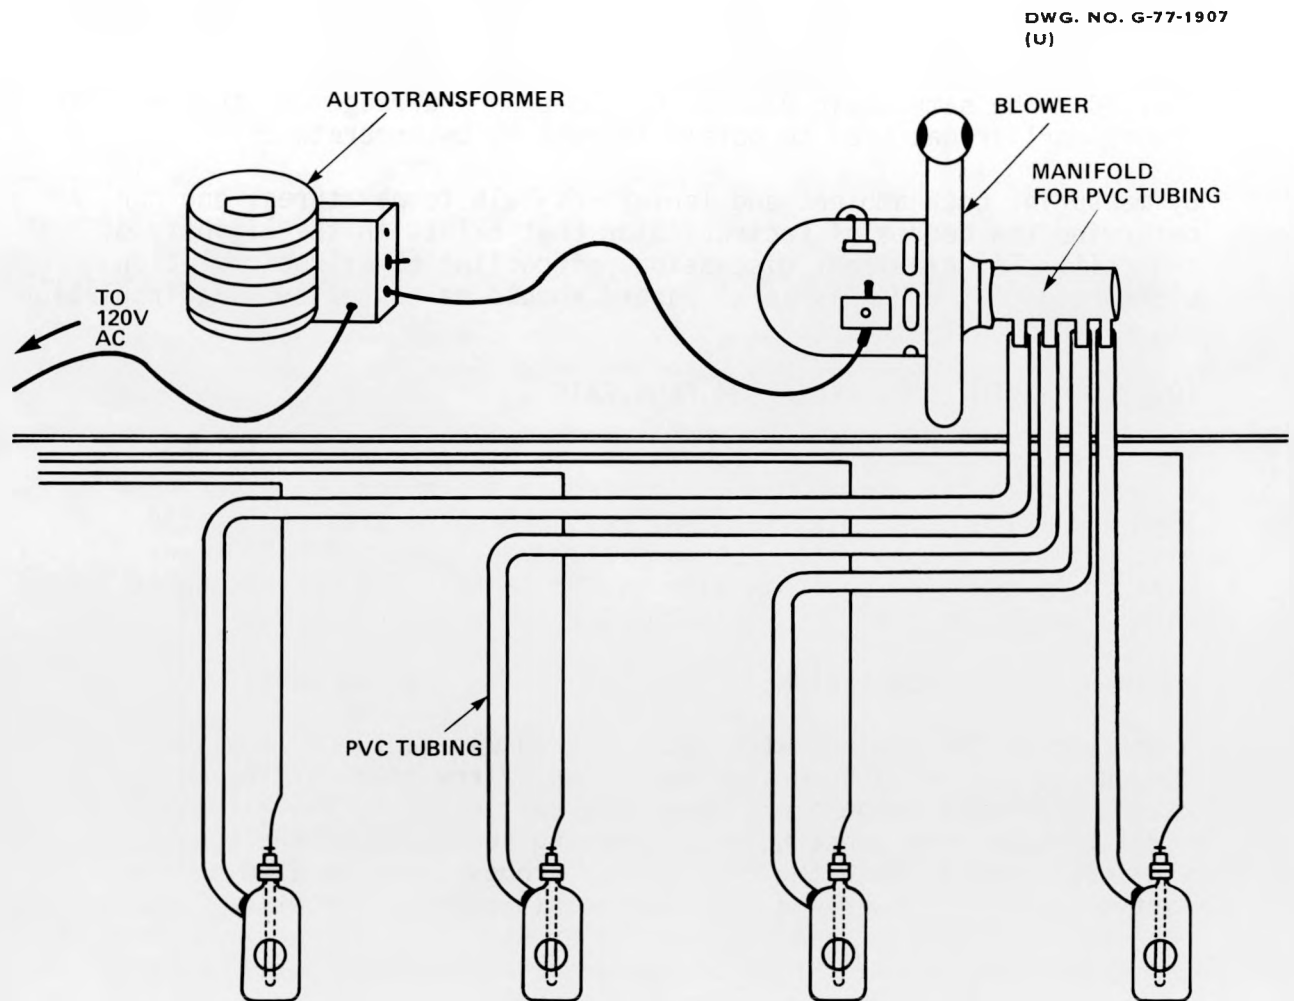 DWG. NO. G-77-1907
(U)
AUTOTRANSFORMER
BLOWER
MANIFOLD
FOR PVC TUBING
TO
120V
AC
PVC TUBING